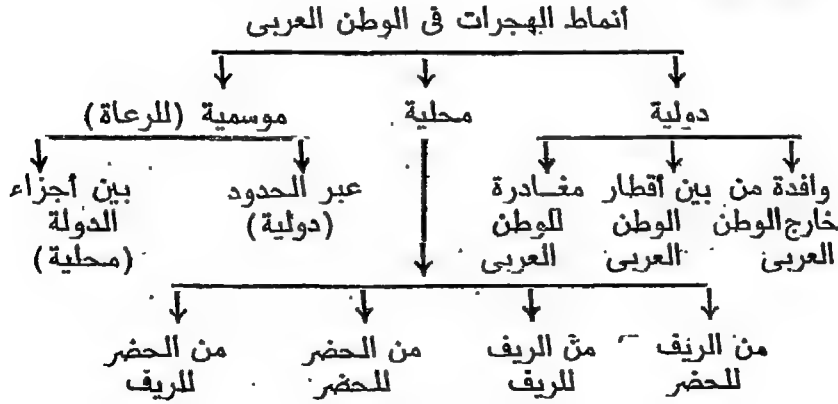 أنماط الهجرات فى الوطن العربى
دولية محلية موسمية (للرعاة)
وافدة من بين أقطار مغادرة عبر الحدود بين أجزاء
خارج الوطن الوطن للوطن (دولية) الدولة
العربى العربى العربى (محلية)
من الريف من الريف من الحضر من الحضر
للحضر للريف للحضر للريف